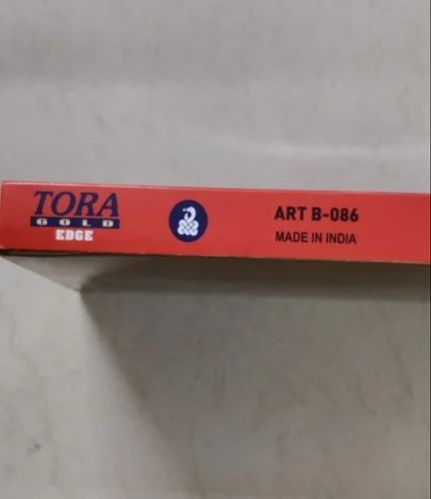 TORA
GOLD
EDGE
ART B-086
MADE IN INDIA